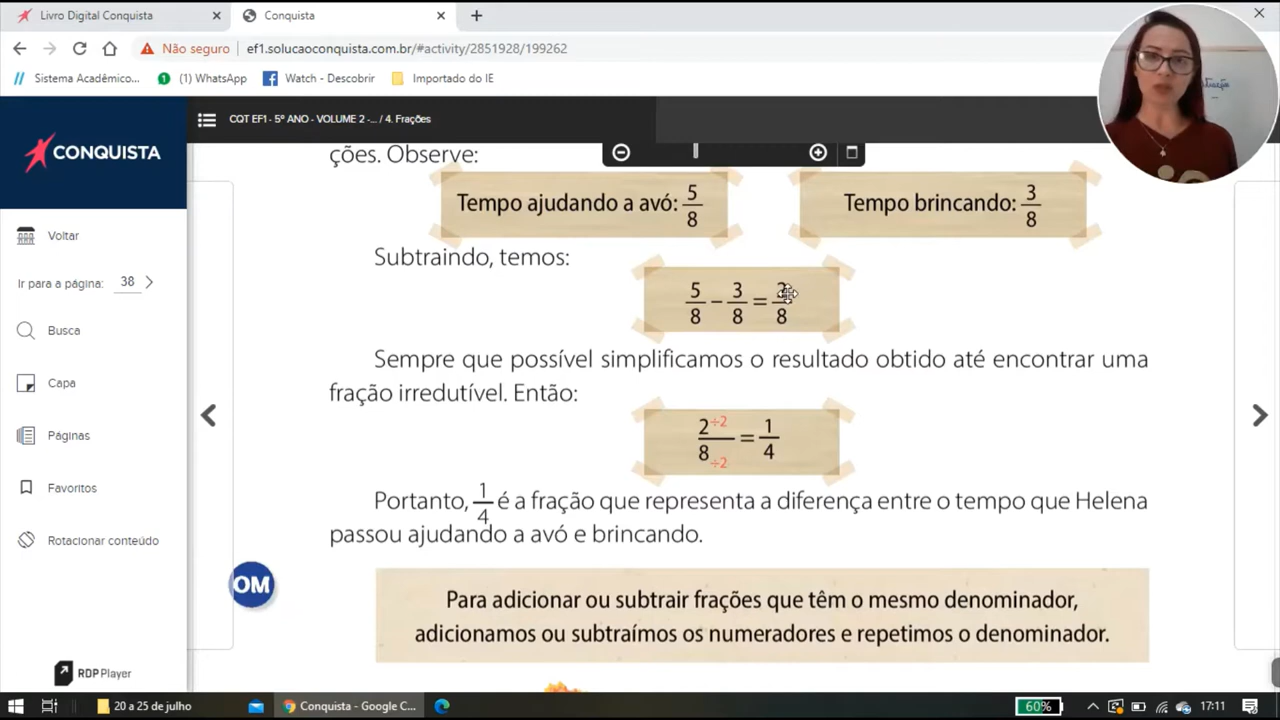 Livro Digital Conquista
Conquista
Não seguro
ef1.solucaoconquista.com.br/#activity/2851928/199262
Sistema Acadêmico...
(1) WhatsApp
Watch - Descobrir
Importado do IE
CONQUISTA
CQT EF1 - 5º ANO - VOLUME 2 -... / 4. Frações
Voltar
Ir para a página: 38
Busca
Capa
Páginas
Favoritos
Rotacionar conteúdo
RDP Player
ções. Observe:
Tempo ajudando a avó: 5/8
Tempo brincando: 3/8
Subtraindo, temos:
5/8 − 3/8 = 2/8
Sempre que possível simplificamos o resultado obtido até encontrar uma
fração irredutível. Então:
2÷2/8÷2 = 1/4
Portanto, 1/4 é a fração que representa a diferença entre o tempo que Helena
passou ajudando a avó e brincando.
OM
Para adicionar ou subtrair frações que têm o mesmo denominador,
adicionamos ou subtraímos os numeradores e repetimos o denominador.
20 a 25 de julho
Conquista - Google C...
60%
17:11